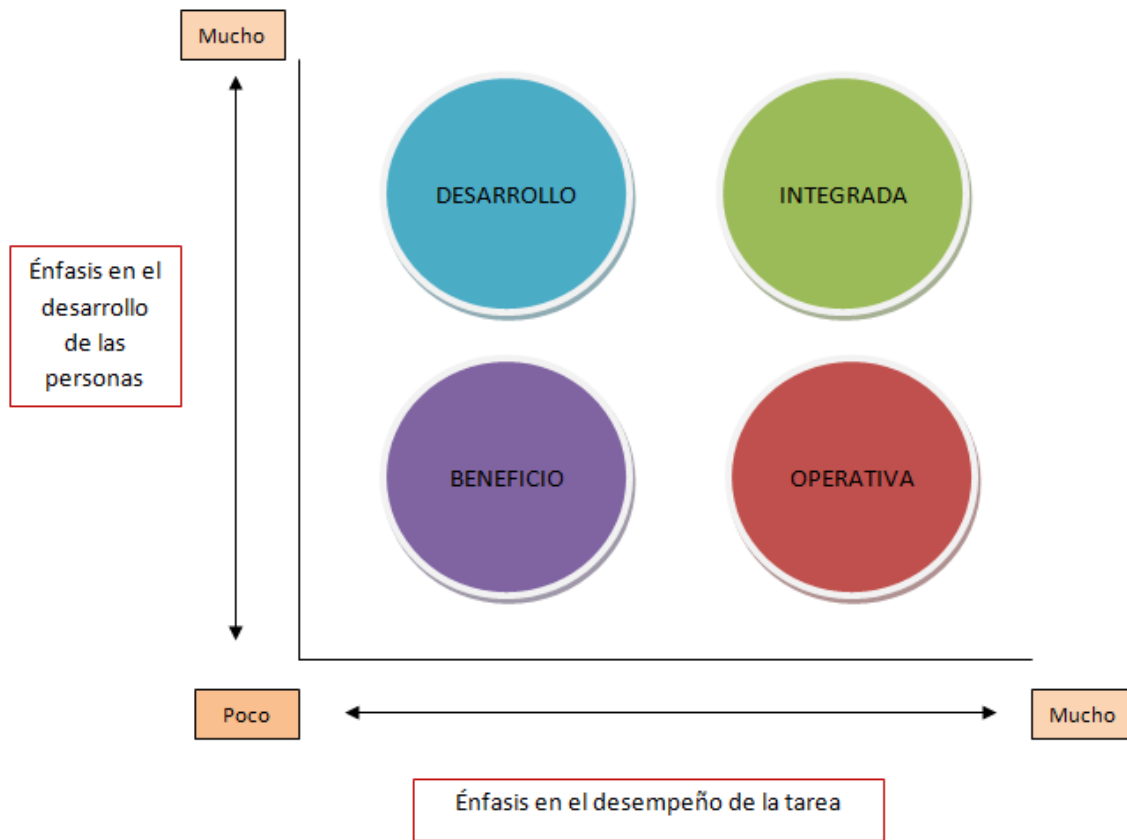 Mucho
DESARROLLO
INTEGRADA
Énfasis en el
desarrollo
de las
personas
BENEFICIO
OPERATIVA
Poco
Mucho
Énfasis en el desempeño de la tarea